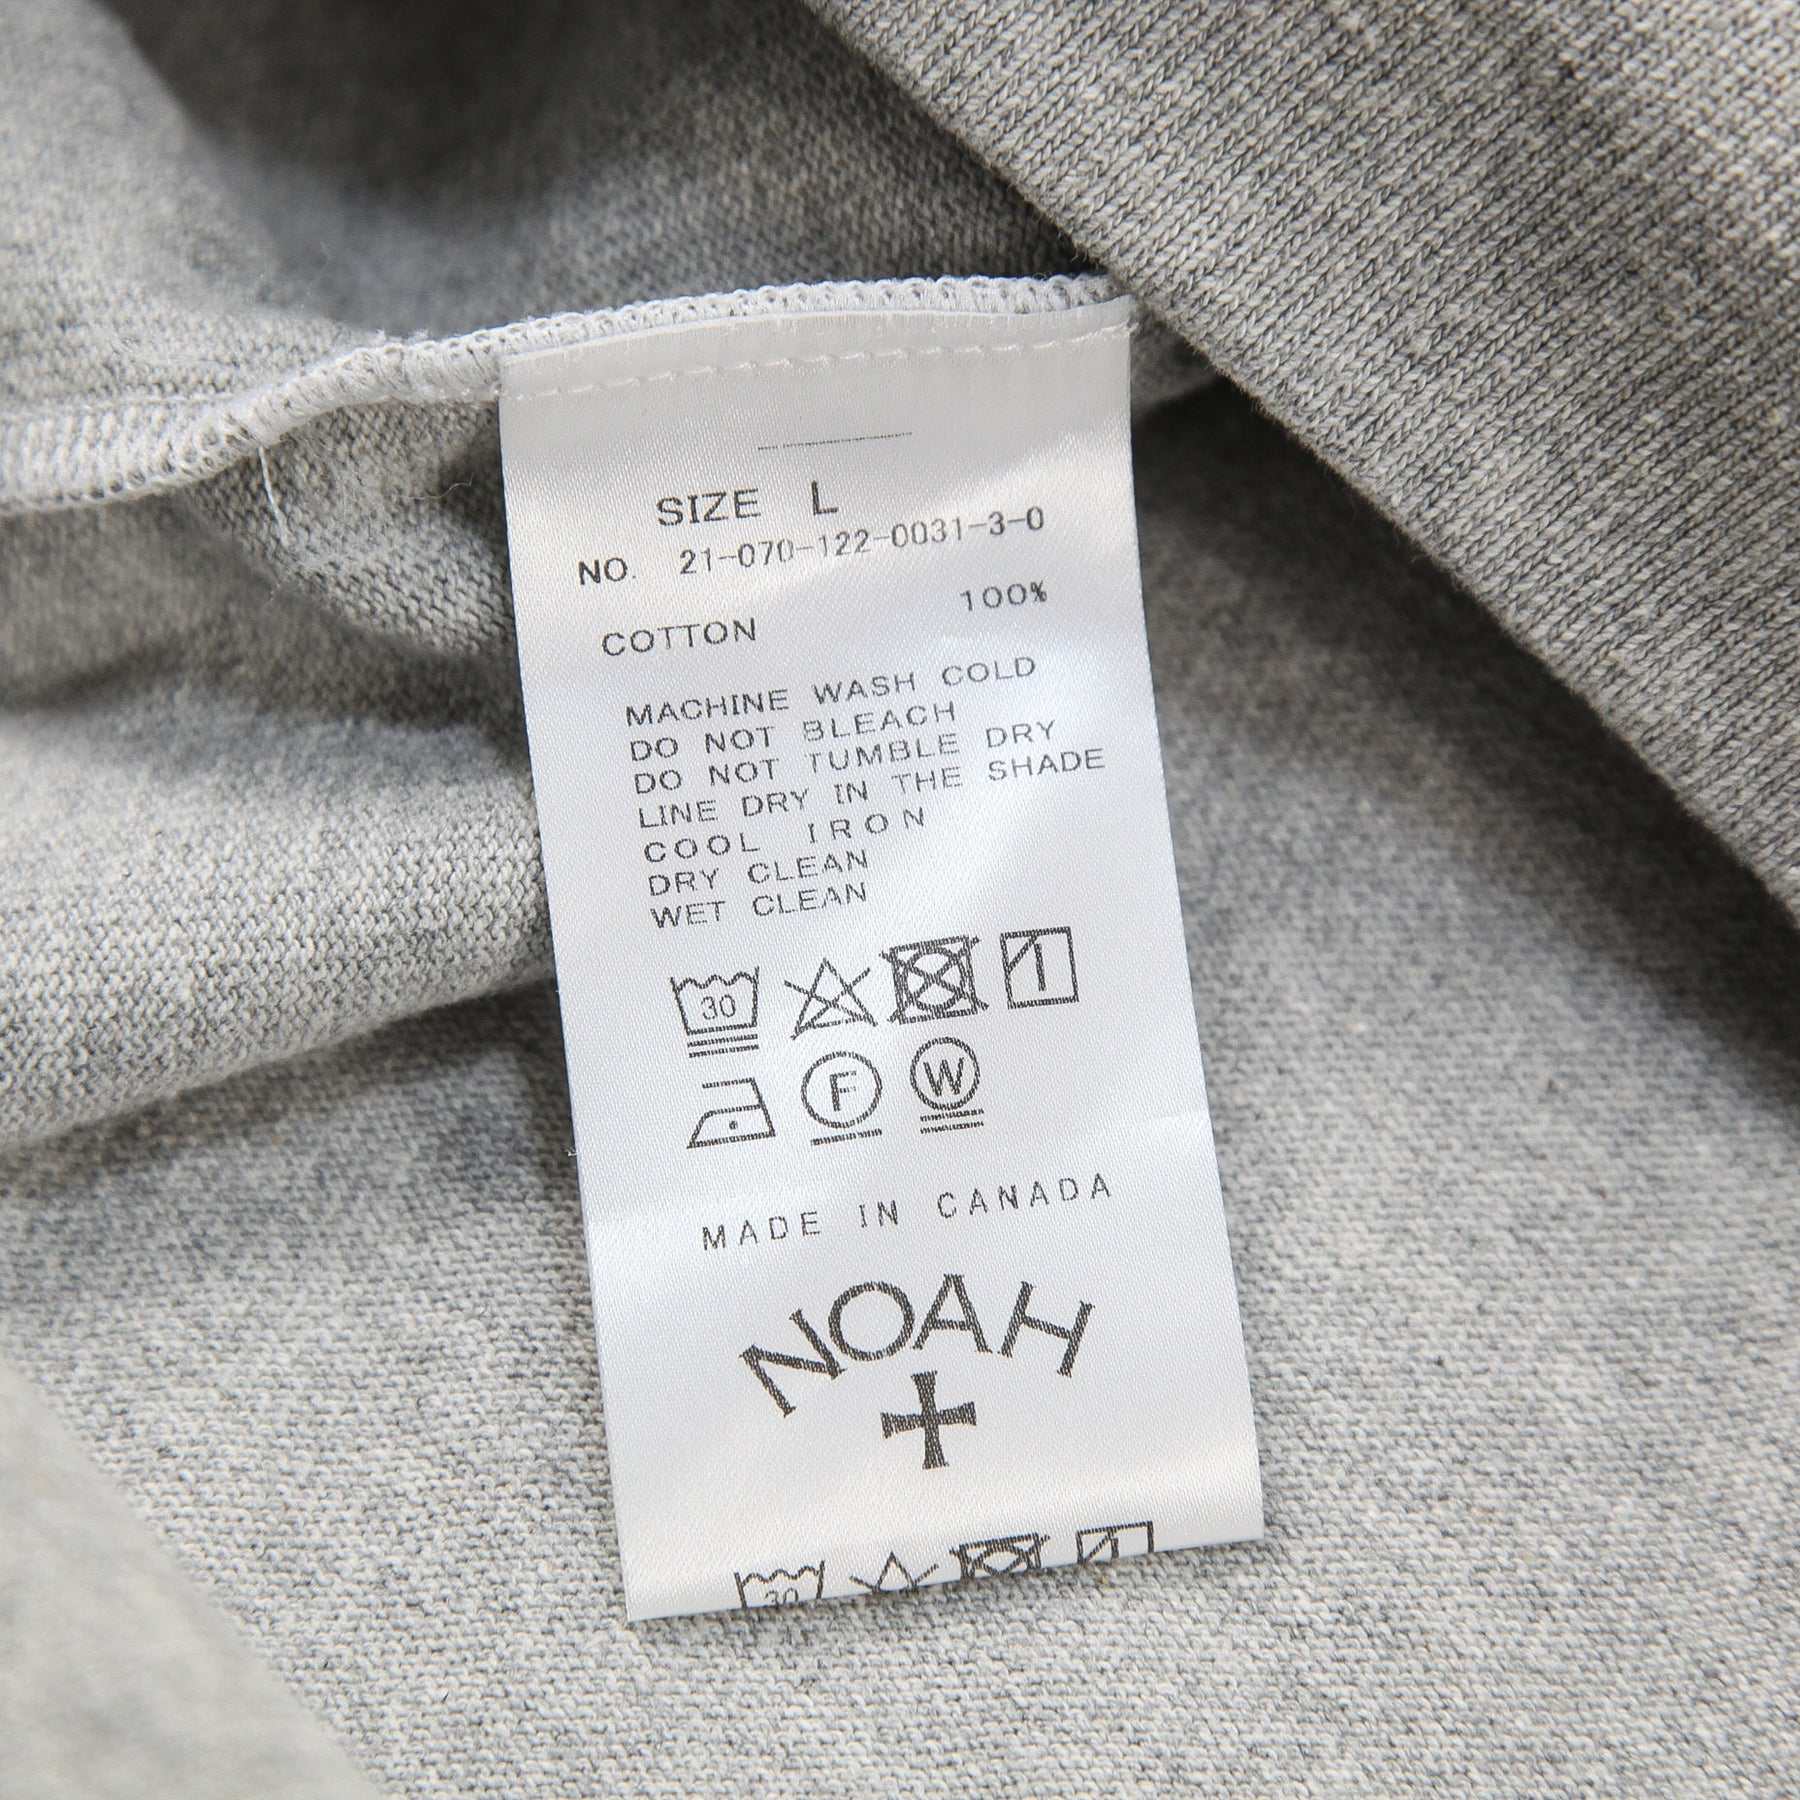 SIZE L
NO. 21-070-122-0031-3-0
COTTON 100%
MACHINE WASH COLD
DO NOT BLEACH
DO NOT TUMBLE DRY
LINE DRY IN THE SHADE
COOL IRON
DRY CLEAN
WET CLEAN
30
F W
MADE IN CANADA
NOAH
30